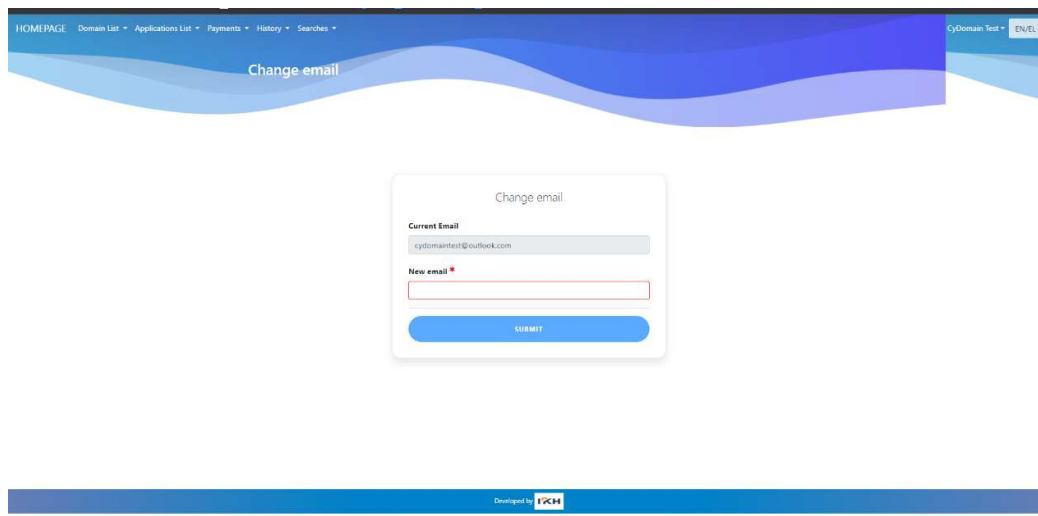 HOMEPAGE Domain List Applications List Payments History Searches CyDomain Test EN/EL
Change email
Change email
Current Email
cydomaintest@outlook.com
New email *
SUBMIT
Developed by